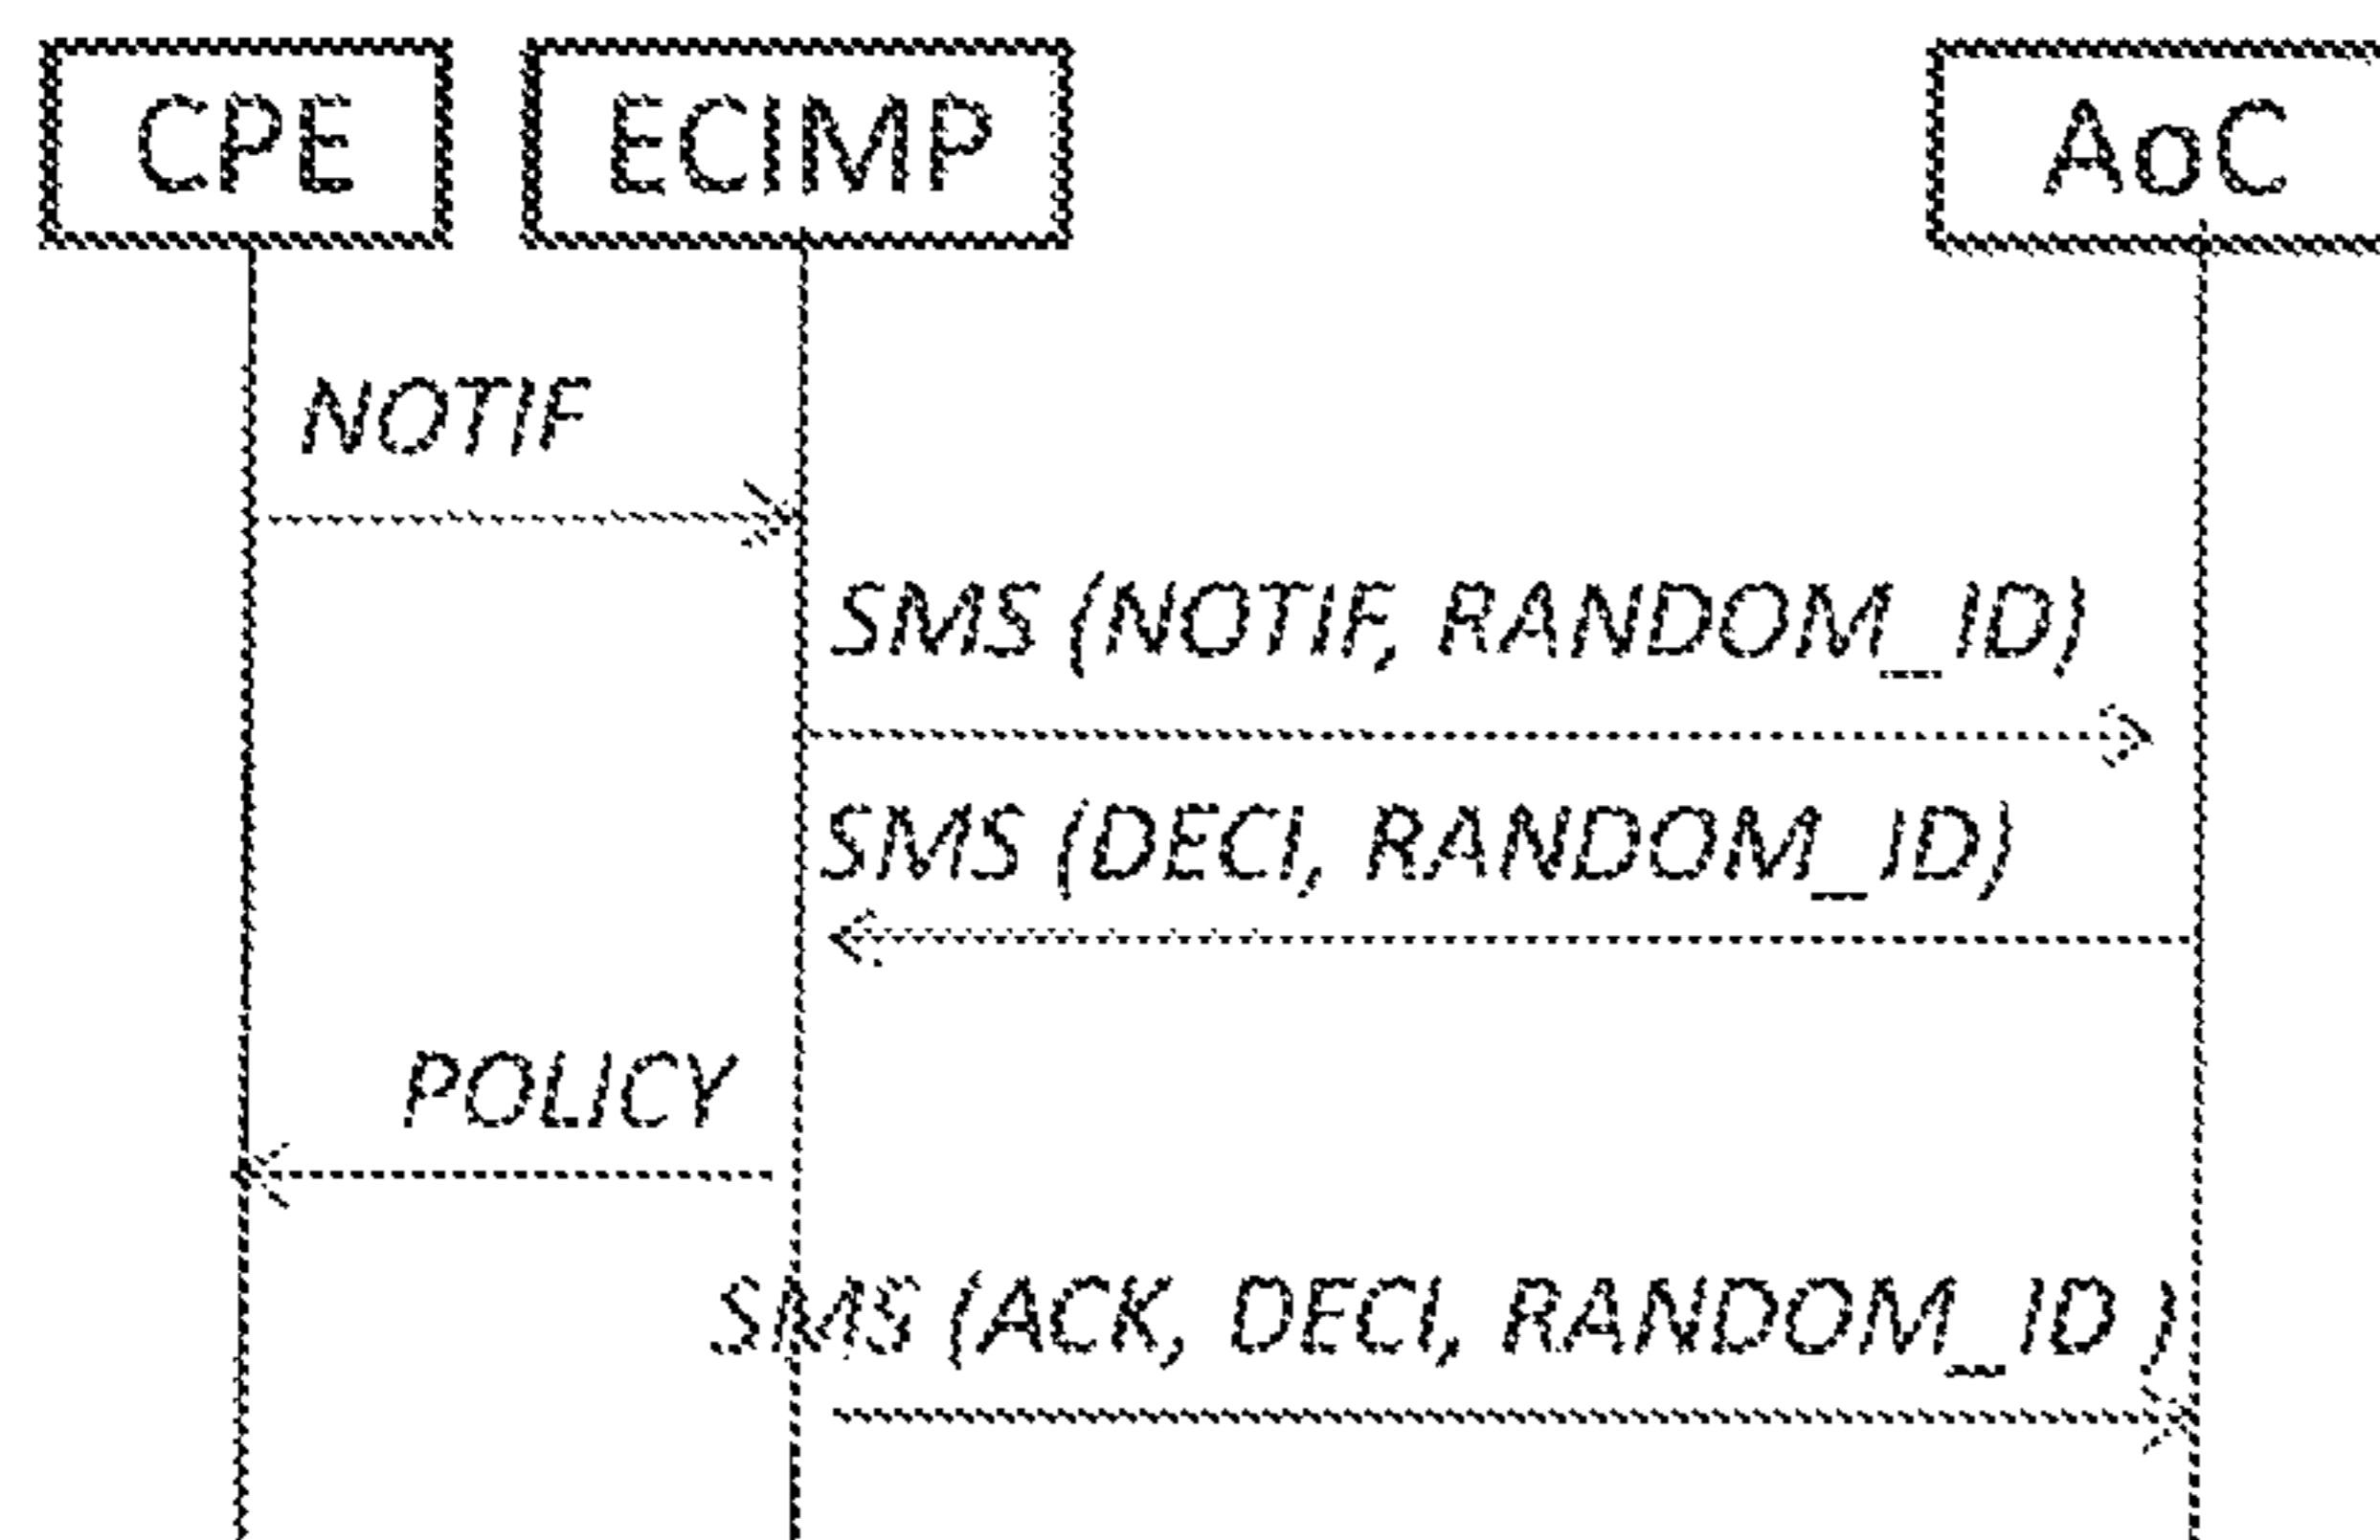 CPE
ECIMP
AoC
NOTIF
SMS (NOTIF, RANDOM_ID)
SMS (DECI, RANDOM_ID)
POLICY
SMS (ACK, DECI, RANDOM_ID )